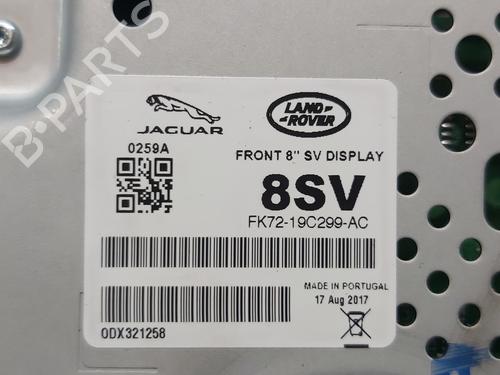 B-PARTS
JAGUAR
LAND
ROVER
0259A
FRONT 8" SV DISPLAY
8SV
FK72-19C299-AC
MADE IN PORTUGAL
17 Aug 2017
0DX321258